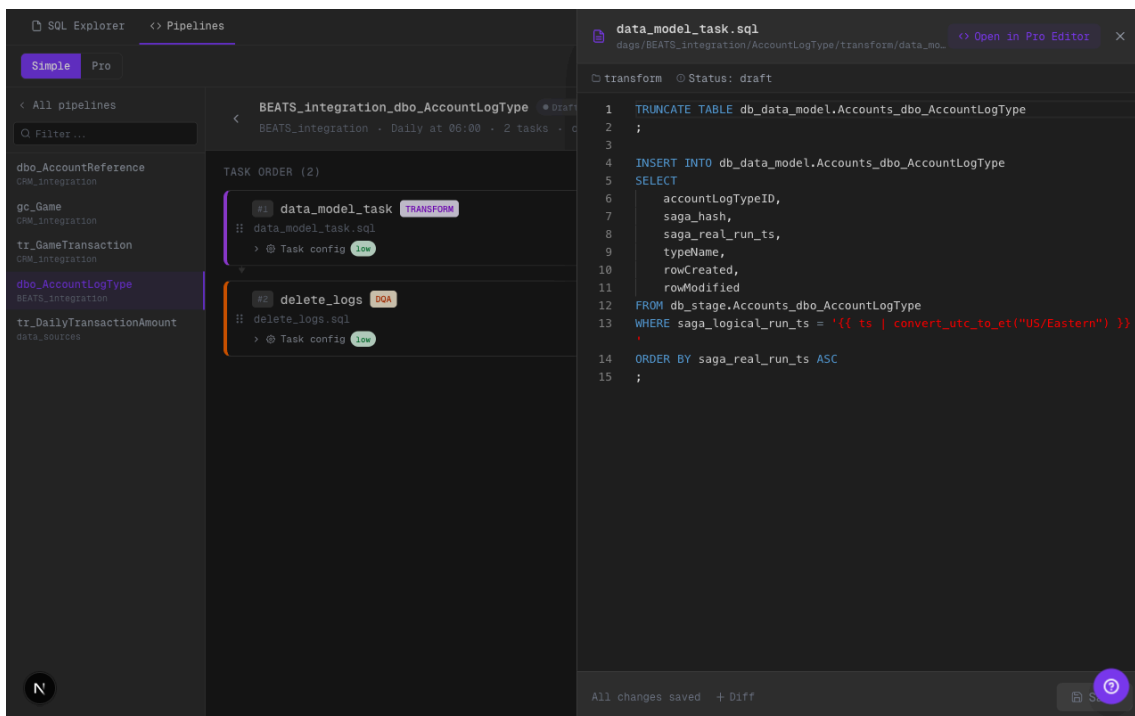 SQL Explorer
<> Pipelines
Simple
Pro
< All pipelines
Filter...
dbo_AccountReference
CRM_integration
gc_Game
CRM_integration
tr_GameTransaction
CRM_integration
dbo_AccountLogType
BEATS_integration
tr_DailyTransactionAmount
data_sources
N
BEATS_integration_dbo_AccountLogType
Draft
BEATS_integration • Daily at 06:00 • 2 tasks •
TASK ORDER (2)
#1 data_model_task TRANSFORM
data_model_task.sql
> Task config low
+
#2 delete_logs DQA
delete_logs.sql
> Task config low
data_model_task.sql
dags/BEATS_integration/AccountLogType/transform/data_mo…
<> Open in Pro Editor
transform Status: draft
1 TRUNCATE TABLE db_data_model.Accounts_dbo_AccountLogType
2 ;
3
4 INSERT INTO db_data_model.Accounts_dbo_AccountLogType
5 SELECT
6 accountLogTypeID,
7 saga_hash,
8 saga_real_run_ts,
9 typeName,
10 rowCreated,
11 rowModified
12 FROM db_stage.Accounts_dbo_AccountLogType
13 WHERE saga_logical_run_ts = '{{ ts | convert_utc_to_et("US/Eastern") }}
'
14 ORDER BY saga_real_run_ts ASC
15 ;
All changes saved + Diff